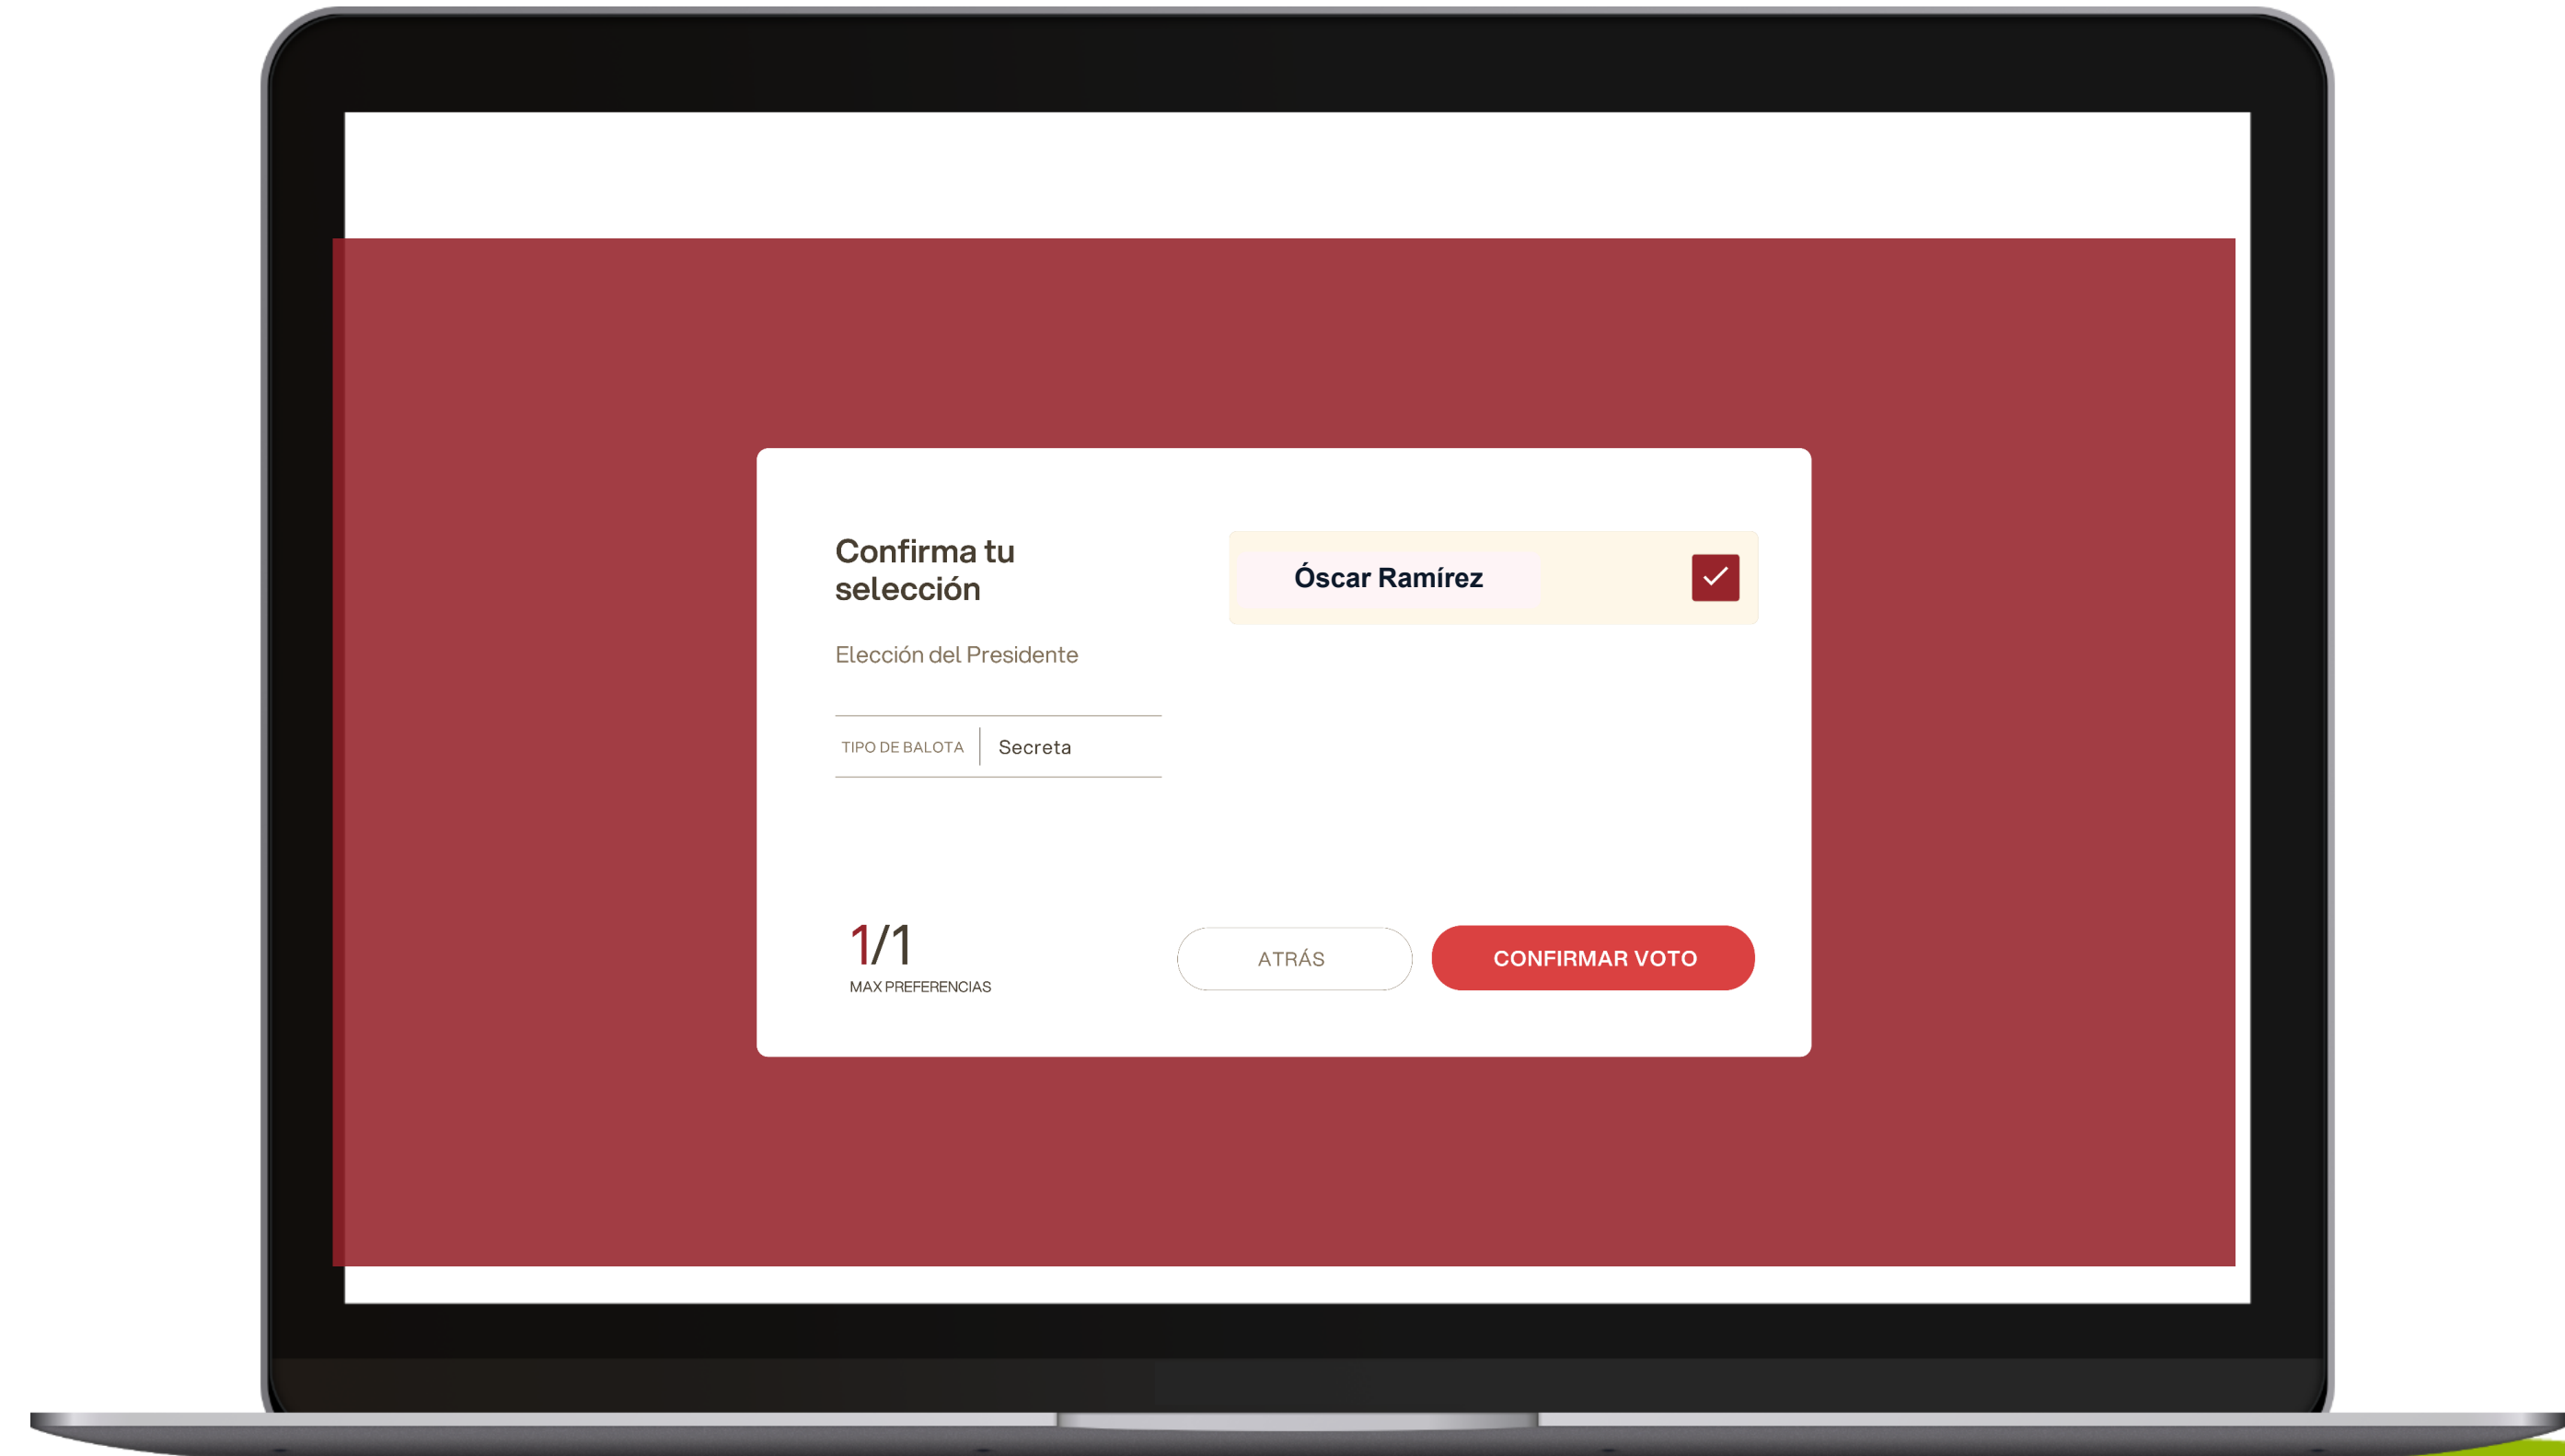 Confirma tu
selección
Óscar Ramírez
Elección del Presidente
TIPO DE BALOTA
Secreta
1/1
MAX PREFERENCIAS
ATRÁS
CONFIRMAR VOTO